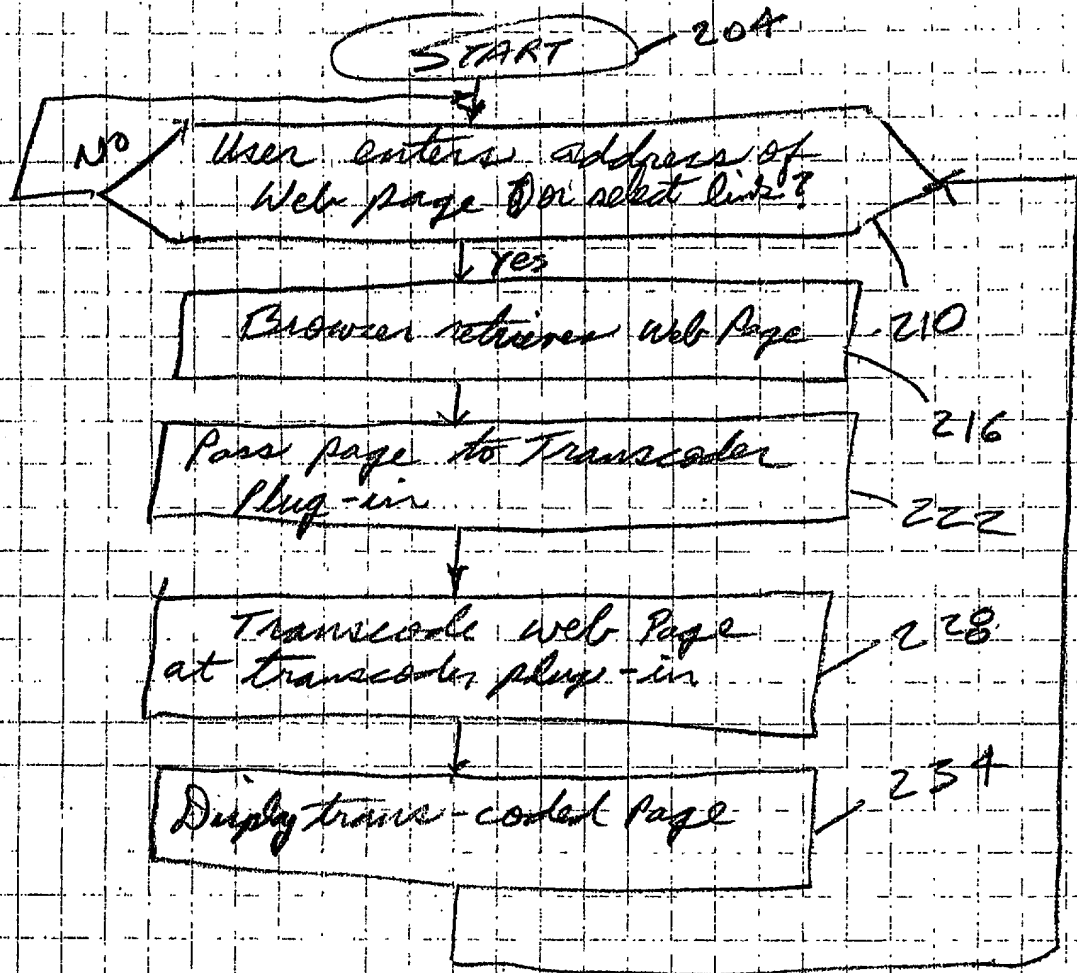 START
204
No
User enters address of
Web page or select link?
Yes
210
Browser retrieves Web Page
216
Pass page to Transcoder
Plug-in
222
Transcode web Page
at transcoder plug-in
228
Disply trans-coded Page
234